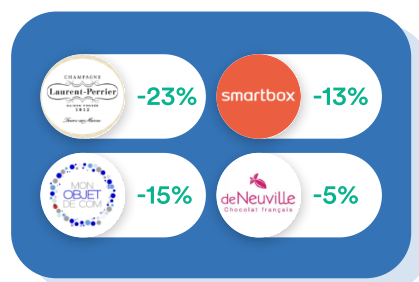 CHAMPAGNE
Laurent-Perrier
MAISON FONDÉE
1812
-23%
smartbox
-13%
MON
OBJET
DE COM
-15%
deNeuville
Chocolat français
-5%